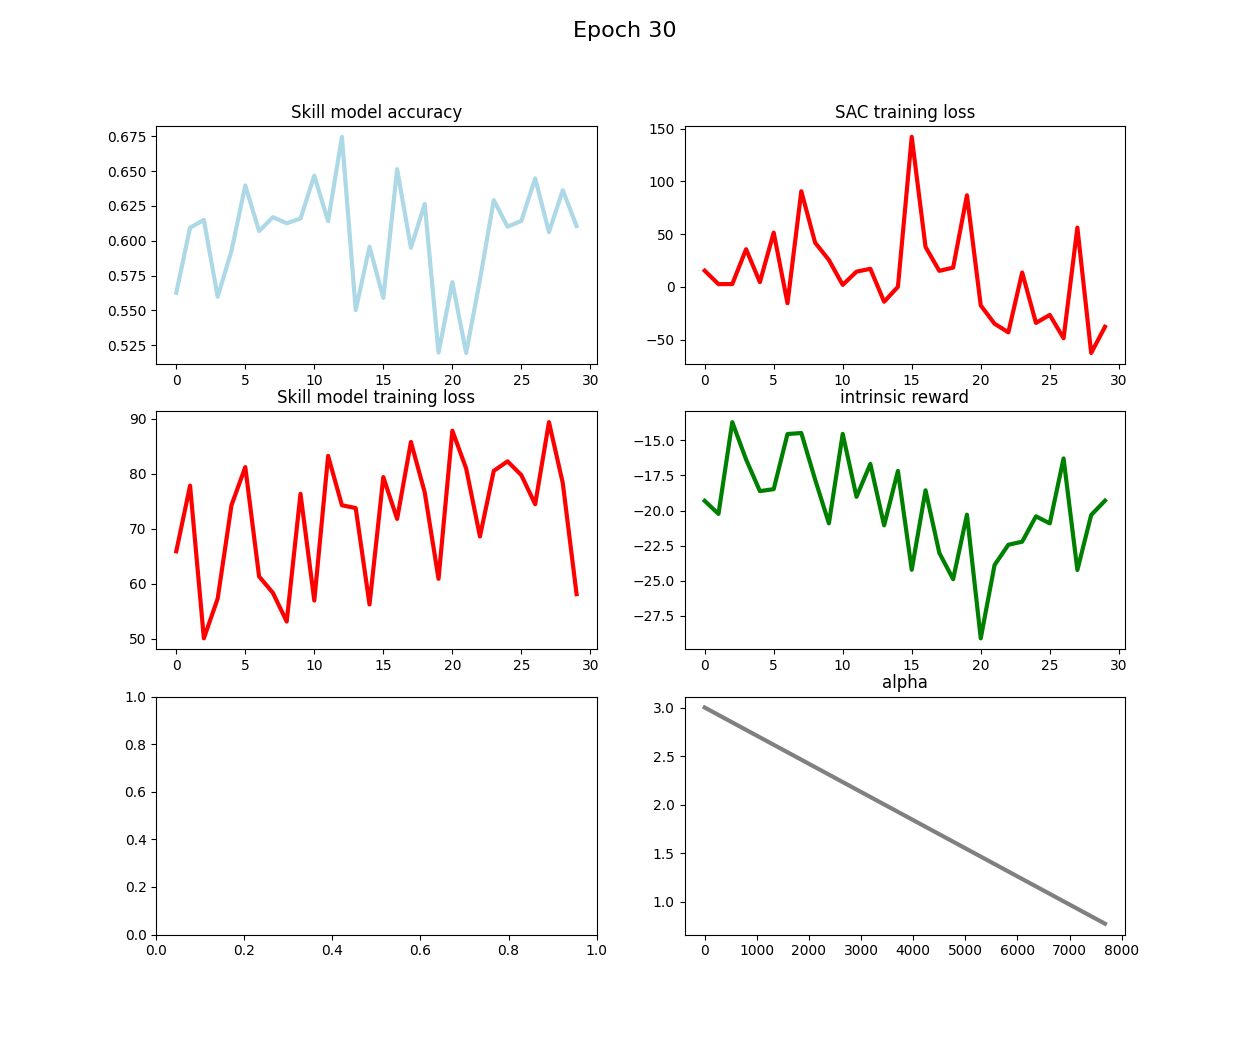 Epoch 30
Skill model accuracy
0.675
0.650
0.625
0.600
0.575
0.550
0.525
0 5 10 15 20 25 30
SAC training loss
150
100
50
0
−50
0 5 10 15 20 25 30
Skill model training loss
90
80
70
60
50
0 5 10 15 20 25 30
intrinsic reward
−15.0
−17.5
−20.0
−22.5
−25.0
−27.5
0 5 10 15 20 25 30
1.0
0.8
0.6
0.4
0.2
0.0
0.0 0.2 0.4 0.6 0.8 1.0
alpha
3.0
2.5
2.0
1.5
1.0
0 1000 2000 3000 4000 5000 6000 7000 8000